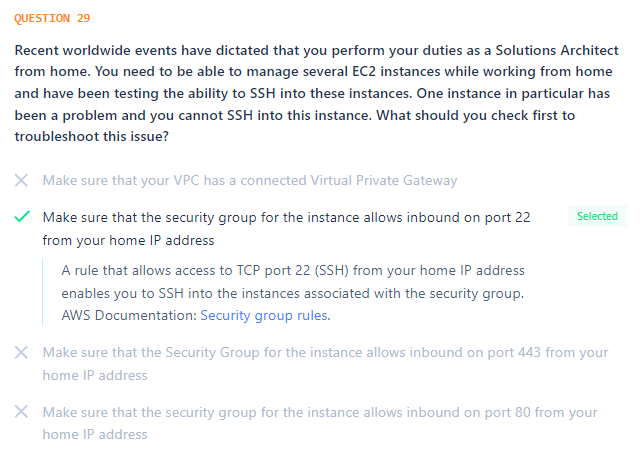 QUESTION 29
Recent worldwide events have dictated that you perform your duties as a Solutions Architect
from home. You need to be able to manage several EC2 instances while working from home
and have been testing the ability to SSH into these instances. One instance in particular has
been a problem and you cannot SSH into this instance. What should you check first to
troubleshoot this issue?
Make sure that your VPC has a connected Virtual Private Gateway
Make sure that the security group for the instance allows inbound on port 22
Selected
from your home IP address
A rule that allows access to TCP port 22 (SSH) from your home IP address
enables you to SSH into the instances associated with the security group.
AWS Documentation: Security group rules.
Make sure that the Security Group for the instance allows inbound on port 443 from your
home IP address
Make sure that the security group for the instance allows inbound on port 80 from your
home IP address